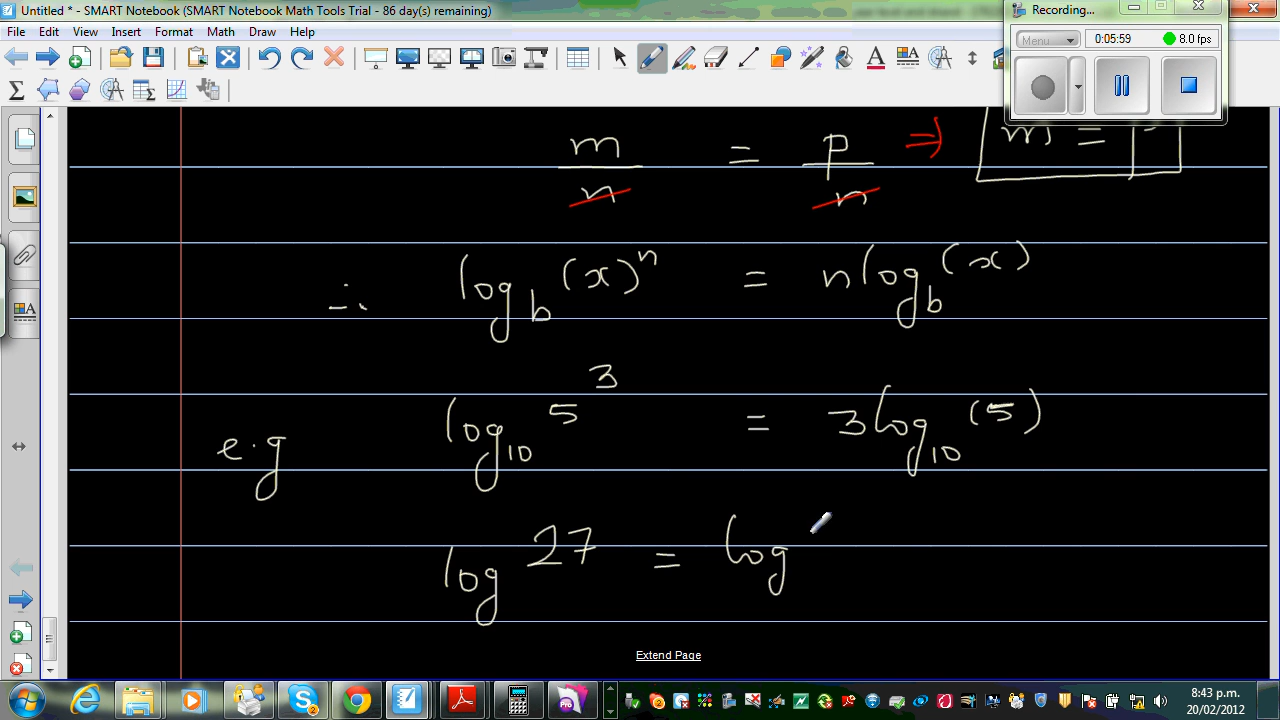 Untitled * - SMART Notebook (SMART Notebook Math Tools Trial - 86 day(s) remaining)
Recording...
File Edit View Insert Format Math Draw Help
Menu 0:05:59 8.0 fps
m/n = p/n ⇒ m = p
∴ log_b (x)^n = n log_b (x)
e.g log_10 5^3 = 3 log_10 (5)
log 27 = log
Extend Page
8:43 p.m.
20/02/2012